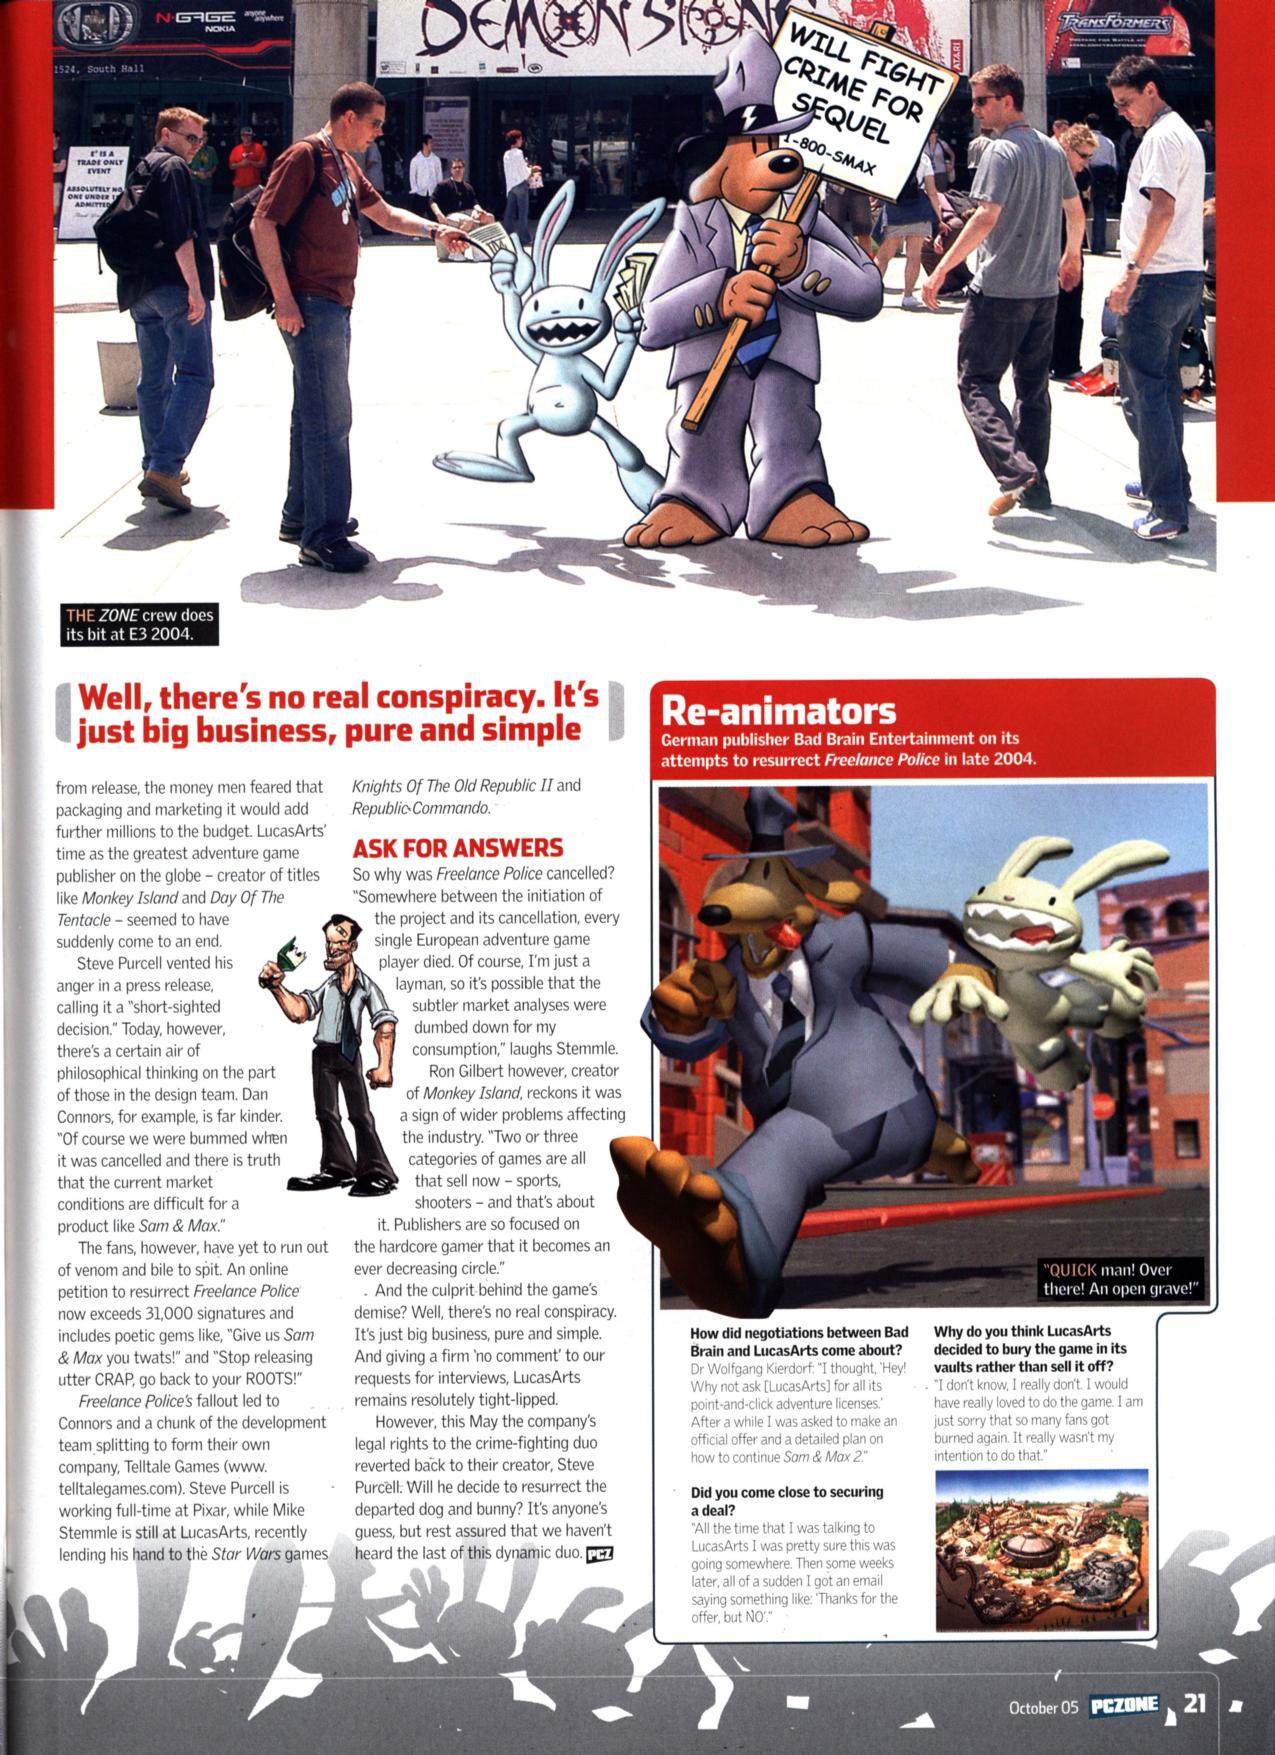 N·GAGE
anyone
anywhere
NOKIA
1524, South Hall
DEMON STONE
ATARI
TRANSFORMERS
E³ IS A
TRADE ONLY
EVENT
ABSOLUTELY NO
ONE UNDER
ADMITTED
WILL FIGHT
CRIME FOR
SEQUEL
1-800-SMAX
THE ZONE crew does
its bit at E3 2004.
Well, there's no real conspiracy. It's
just big business, pure and simple
from release, the money men feared that
packaging and marketing it would add
further millions to the budget. LucasArts'
time as the greatest adventure game
publisher on the globe – creator of titles
like Monkey Island and Day Of The
Tentacle – seemed to have
suddenly come to an end.
Steve Purcell vented his
anger in a press release,
calling it a "short-sighted
decision." Today, however,
there's a certain air of
philosophical thinking on the part
of those in the design team. Dan
Connors, for example, is far kinder.
"Of course we were bummed when
it was cancelled and there is truth
that the current market
conditions are difficult for a
product like Sam & Max."
The fans, however, have yet to run out
of venom and bile to spit. An online
petition to resurrect Freelance Police
now exceeds 31,000 signatures and
includes poetic gems like, "Give us Sam
& Max you twats!" and "Stop releasing
utter CRAP, go back to your ROOTS!"
Freelance Police's fallout led to
Connors and a chunk of the development
team splitting to form their own
company, Telltale Games (www.
telltalegames.com). Steve Purcell is
working full-time at Pixar, while Mike
Stemmle is still at LucasArts, recently
lending his hand to the Star Wars games
Knights Of The Old Republic II and
Republic Commando.
ASK FOR ANSWERS
So why was Freelance Police cancelled?
"Somewhere between the initiation of
the project and its cancellation, every
single European adventure game
player died. Of course, I'm just a
layman, so it's possible that the
subtler market analyses were
dumbed down for my
consumption," laughs Stemmle.
Ron Gilbert however, creator
of Monkey Island, reckons it was
a sign of wider problems affecting
the industry. "Two or three
categories of games are all
that sell now – sports,
shooters – and that's about
it. Publishers are so focused on
the hardcore gamer that it becomes an
ever decreasing circle."
And the culprit behind the game's
demise? Well, there's no real conspiracy.
It's just big business, pure and simple.
And giving a firm 'no comment' to our
requests for interviews, LucasArts
remains resolutely tight-lipped.
However, this May the company's
legal rights to the crime-fighting duo
reverted back to their creator, Steve
Purcell. Will he decide to resurrect the
departed dog and bunny? It's anyone's
guess, but rest assured that we haven't
heard the last of this dynamic duo. PCZ
Re-animators
German publisher Bad Brain Entertainment on its
attempts to resurrect Freelance Police in late 2004.
"QUICK man! Over
there! An open grave!"
How did negotiations between Bad
Brain and LucasArts come about?
Dr Wolfgang Kierdorf: "I thought, 'Hey!
Why not ask [LucasArts] for all its
point-and-click adventure licenses.'
After a while I was asked to make an
official offer and a detailed plan on
how to continue Sam & Max 2."
Did you come close to securing
a deal?
"All the time that I was talking to
LucasArts I was pretty sure this was
going somewhere. Then some weeks
later, all of a sudden I got an email
saying something like: 'Thanks for the
offer, but NO'."
Why do you think LucasArts
decided to bury the game in its
vaults rather than sell it off?
"I don't know, I really don't. I would
have really loved to do the game. I am
just sorry that so many fans got
burned again. It really wasn't my
intention to do that."
October 05 PCZONE 21